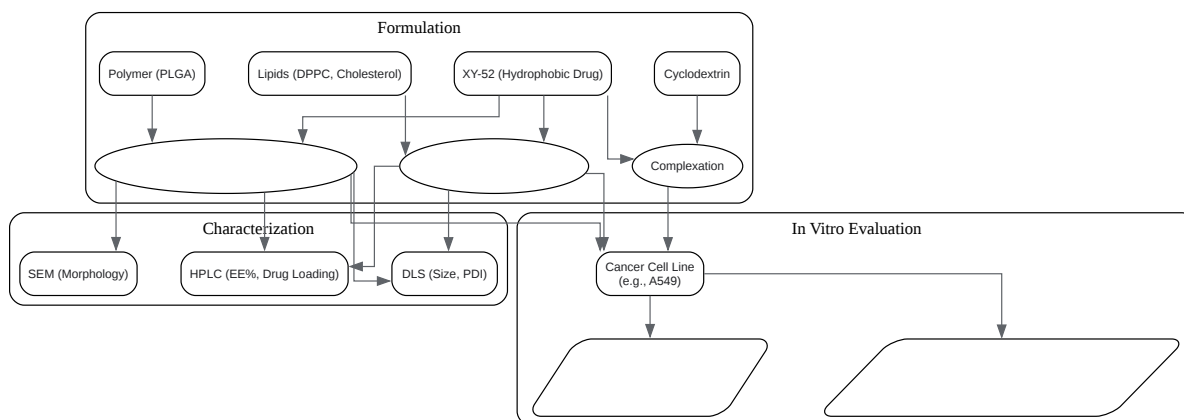 Formulation
Polymer (PLGA)
Lipids (DPPC, Cholesterol)
XY-52 (Hydrophobic Drug)
Cyclodextrin
Complexation
Characterization
In Vitro Evaluation
SEM (Morphology)
HPLC (EE%, Drug Loading)
DLS (Size, PDI)
Cancer Cell Line
(e.g., A549)